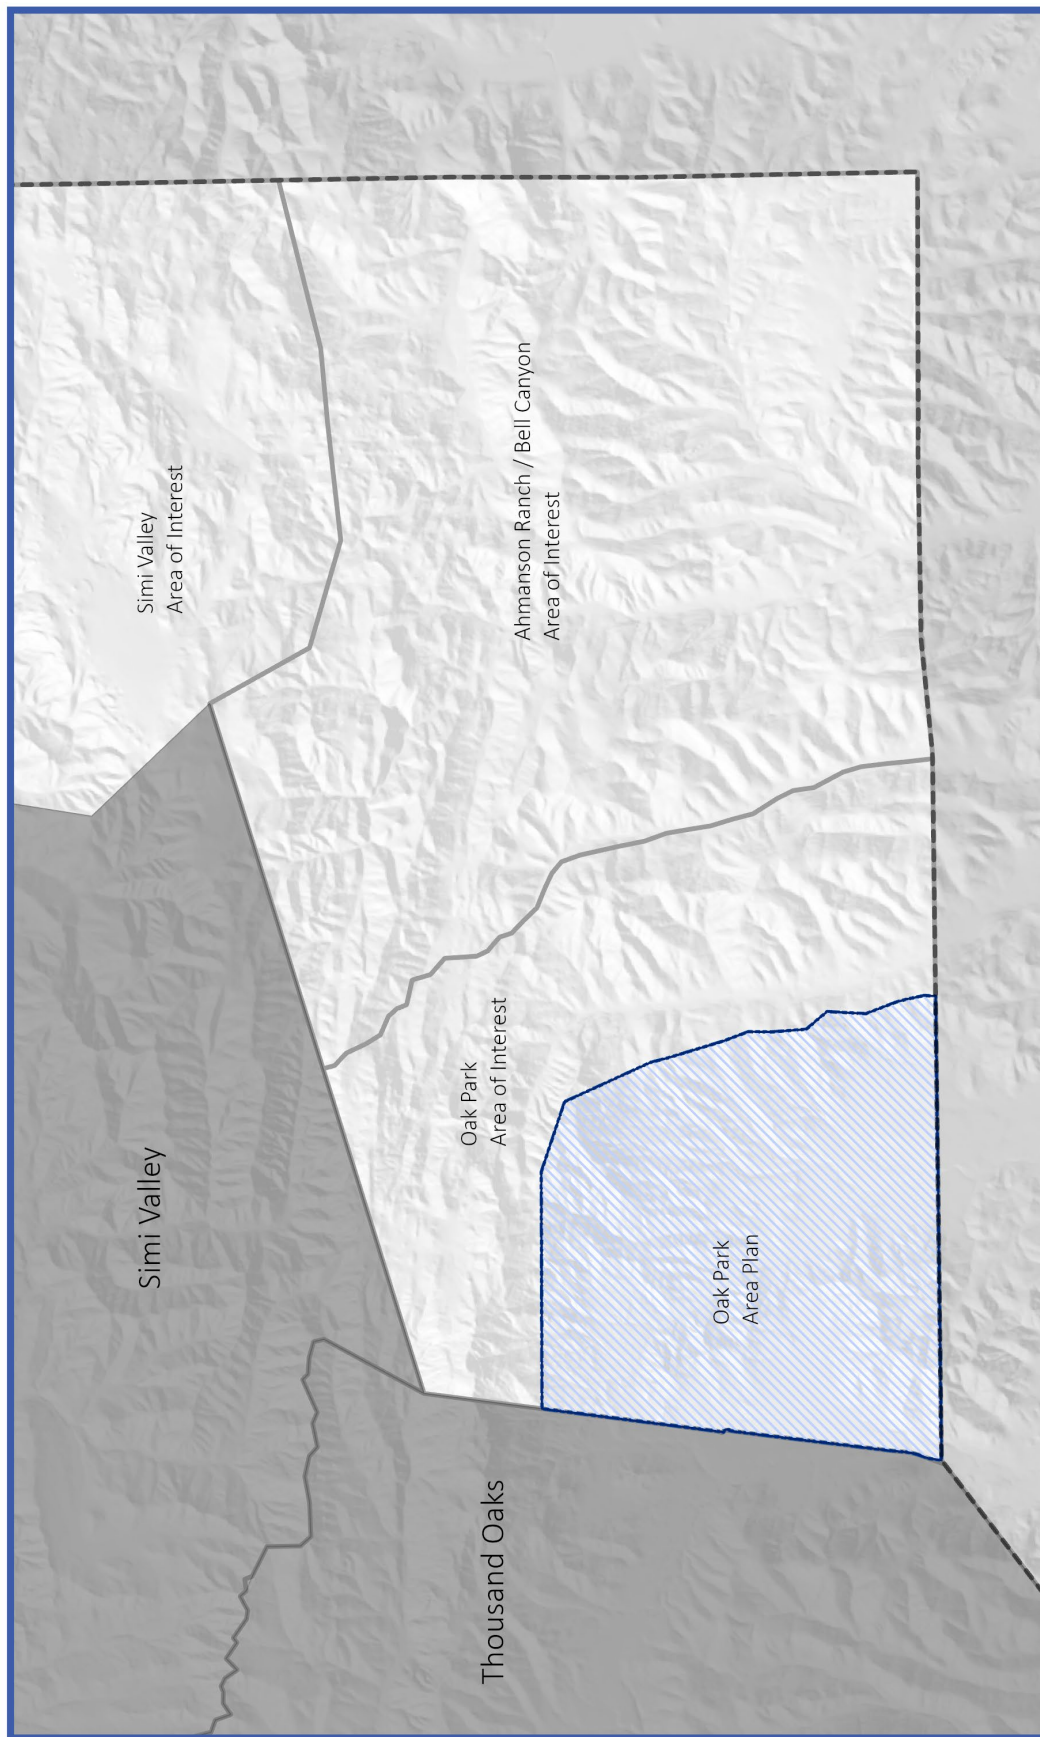 Simi Valley
Simi Valley
Area of Interest
Thousand Oaks
Oak Park
Area of Interest
Ahmanson Ranch / Bell Canyon
Area of Interest
Oak Park
Area Plan